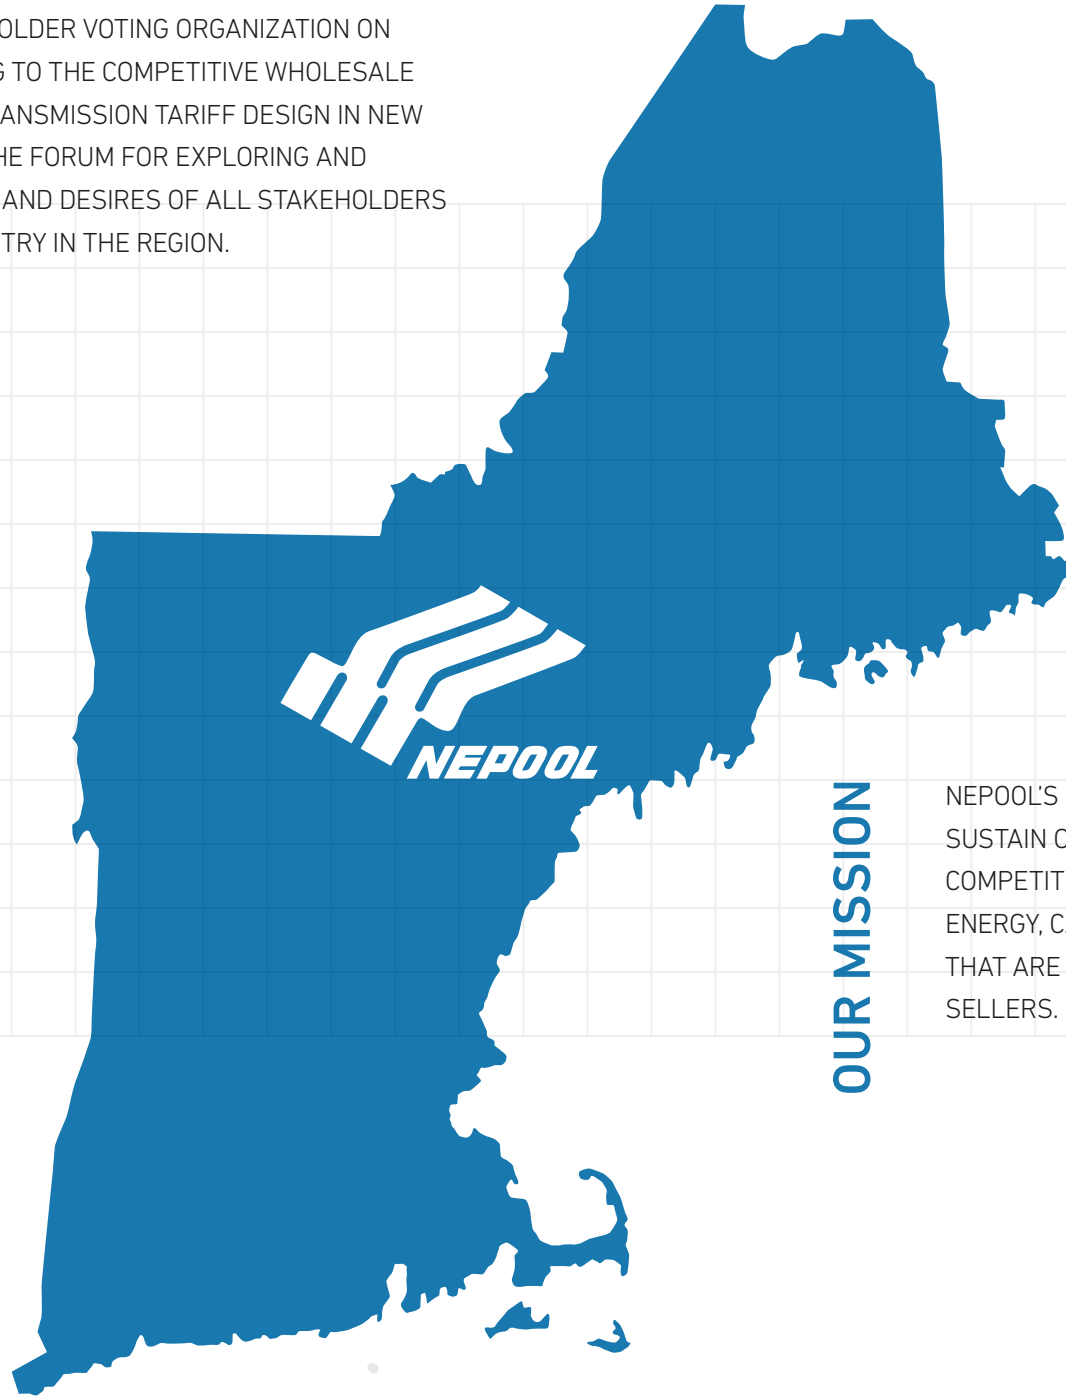 OLDER VOTING ORGANIZATION ON
G TO THE COMPETITIVE WHOLESALE
ANSMISSION TARIFF DESIGN IN NEW
HE FORUM FOR EXPLORING AND
AND DESIRES OF ALL STAKEHOLDERS
TRY IN THE REGION.
NEPOOL
OUR MISSION
NEPOOL'S
SUSTAIN
COMPETIT
ENERGY,
THAT ARE
SELLERS.